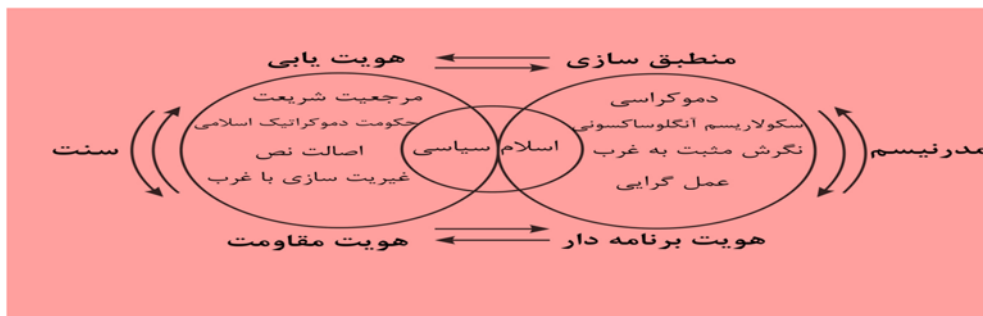 منطبق سازی
هویت یابی
دموکراسی
سکولاریسم آنگلوساکسونی
نگرش مثبت به غرب
عمل گرایی
مدرنیسم
اسلام سیاسی
مرجعیت شریعت
حکومت دموکراتیک اسلامی
اصالت نص
غیریت سازی با غرب
سنت
هویت برنامه دار
هویت مقاومت